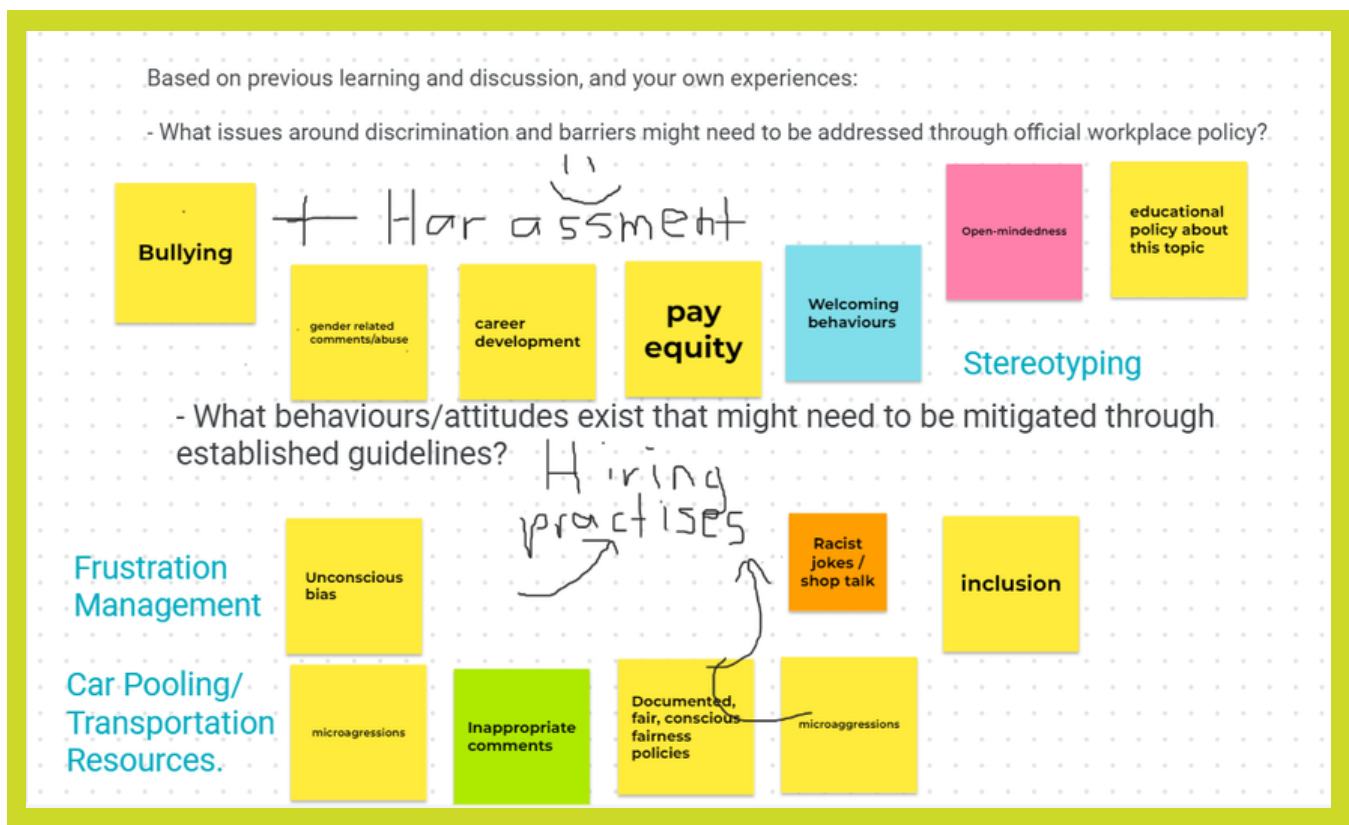 Based on previous learning and discussion, and your own experiences:
- What issues around discrimination and barriers might need to be addressed through official workplace policy?
Bullying
+ Harassment
gender related
comments/abuse
career
development
pay
equity
Welcoming
behaviours
Open-mindedness
educational
policy about
this topic
Stereotyping
- What behaviours/attitudes exist that might need to be mitigated through
established guidelines?
Hiring
practises
Frustration
Management
Unconscious
bias
Racist
jokes /
shop talk
inclusion
Car Pooling/
Transportation
Resources.
microagressions
Inappropriate
comments
Documented,
fair, conscious
fairness
policies
microaggressions